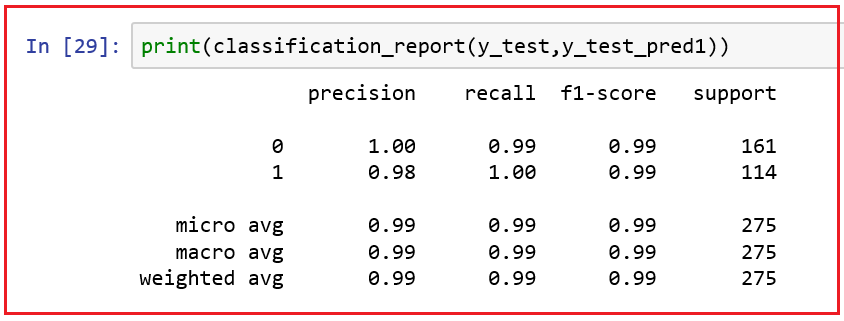 In [29]: print(classification_report(y_test,y_test_pred1))
precision recall f1-score support
0 1.00 0.99 0.99 161
1 0.98 1.00 0.99 114
micro avg 0.99 0.99 0.99 275
macro avg 0.99 0.99 0.99 275
weighted avg 0.99 0.99 0.99 275